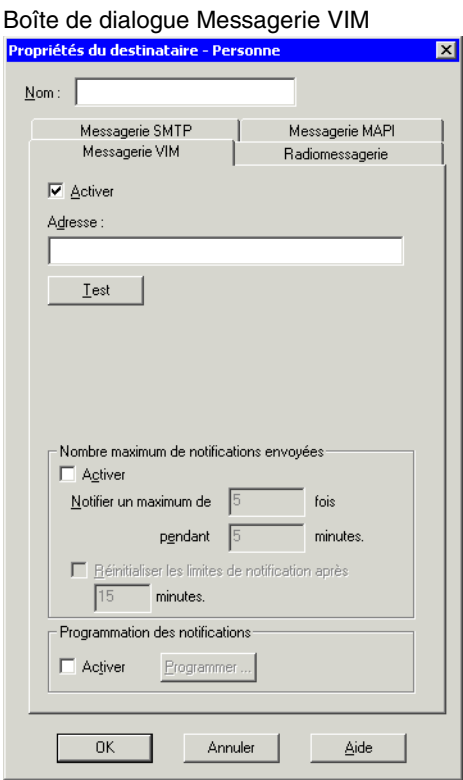 Boîte de dialogue Messagerie VIM
Propriétés du destinataire - Personne
Nom :
Messagerie SMTP Messagerie MAPI
Messagerie VIM Radiomessagerie
Activer
Adresse :
Test
Nombre maximum de notifications envoyées
Activer
Notifier un maximum de 5 fois
pendant 5 minutes.
Réinitialiser les limites de notification après
15 minutes.
Programmation des notifications
Activer Programmer ...
OK Annuler Aide